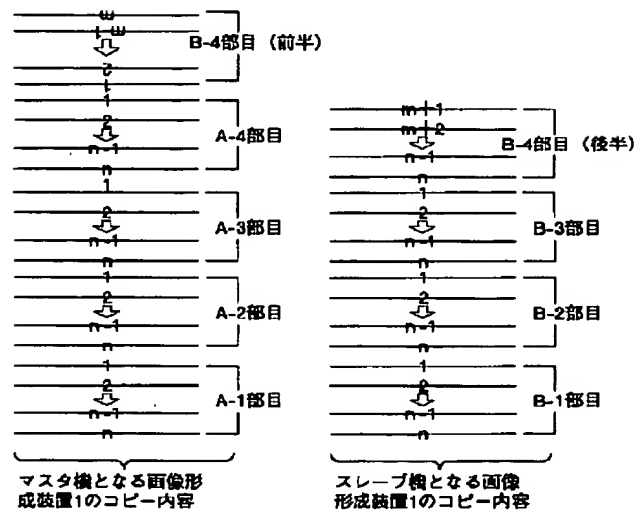 m
m-1
2
1
B-4部目（前半）
1
2
n-1
n
A-4部目
1
2
n-1
n
A-3部目
1
2
n-1
n
A-2部目
1
2
n-1
n
A-1部目
マスタ機となる画像形
成装置1のコピー内容
m+1
m+2
n-1
n
B-4部目（後半）
1
2
n-1
n
B-3部目
1
2
n-1
n
B-2部目
1
2
n-1
n
B-1部目
スレーブ機となる画像
形成装置1のコピー内容